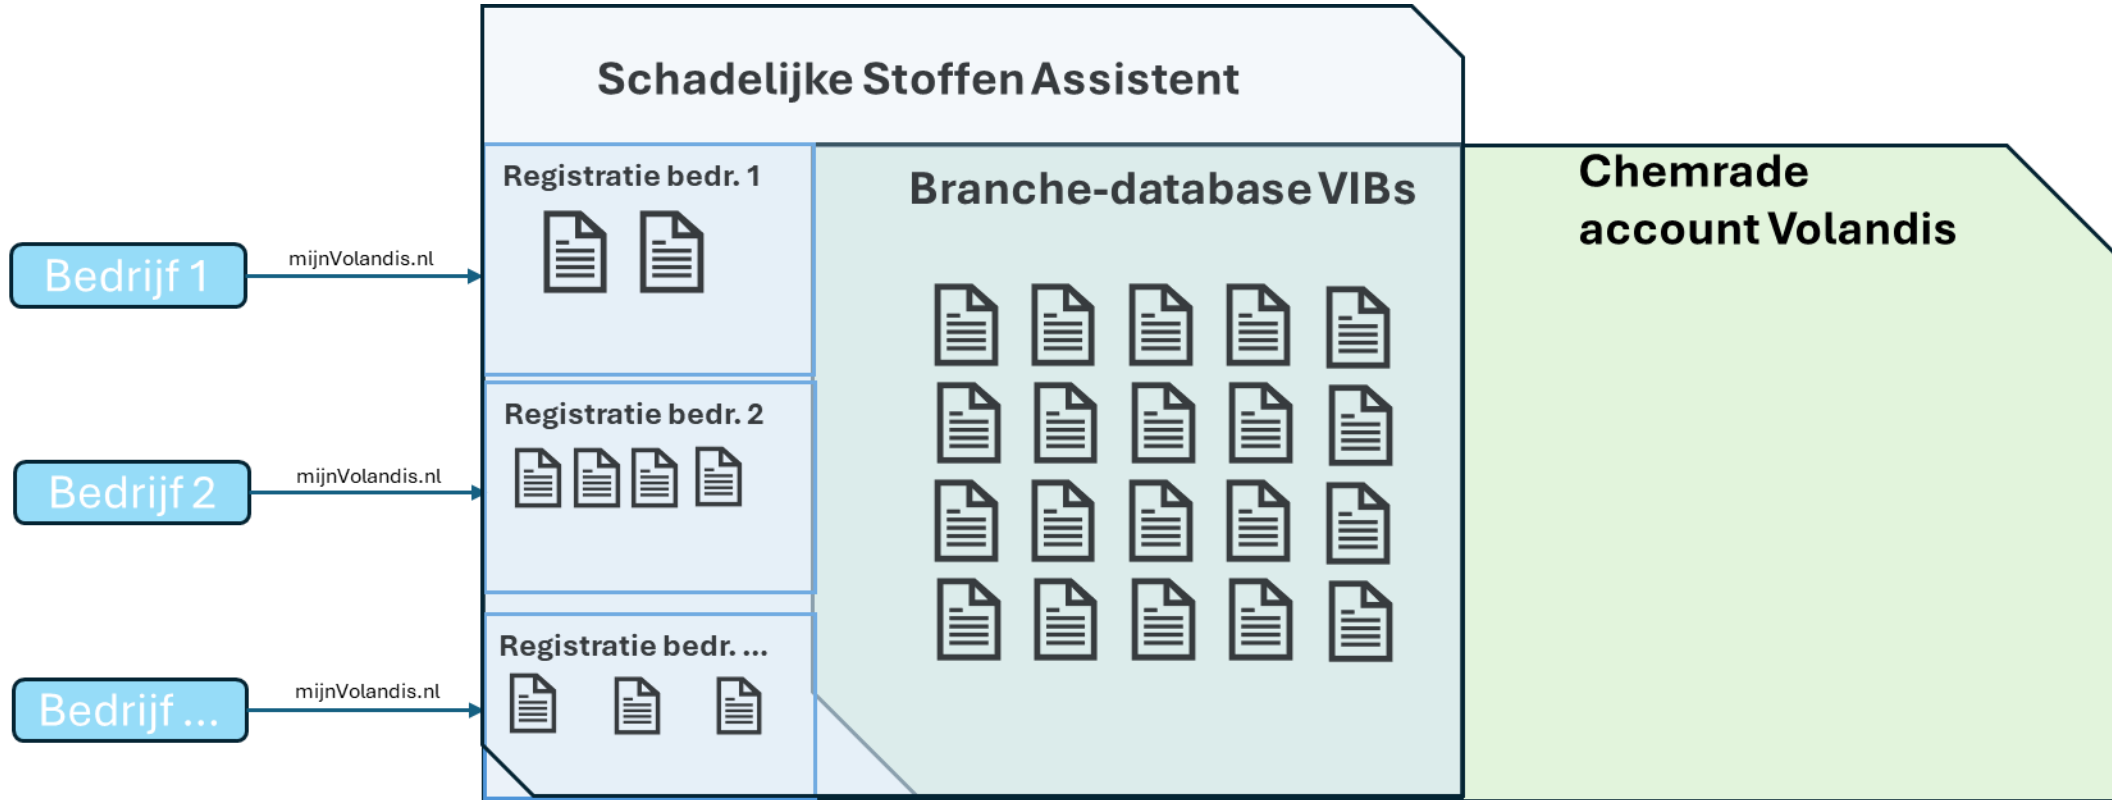 Schadelijke Stoffen Assistent
Registratie bedr. 1
Branche-database VIBs
Chemrade
account Volandis
Bedrijf 1
mijnVolandis.nl
Registratie bedr. 2
Bedrijf 2
mijnVolandis.nl
Registratie bedr. ...
Bedrijf ...
mijnVolandis.nl